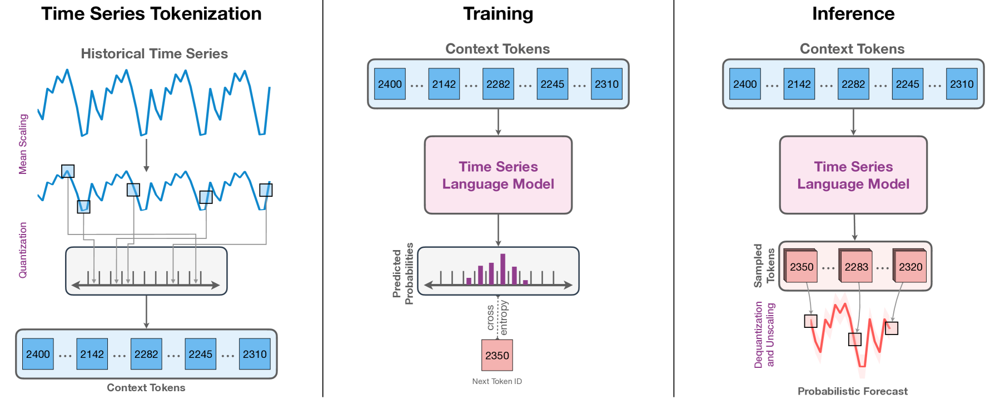 Time Series Tokenization
Historical Time Series
Mean Scaling
Quantization
2400 ... 2142 ... 2282 ... 2245 ... 2310
Context Tokens
Training
Context Tokens
2400 ... 2142 ... 2282 ... 2245 ... 2310
Time Series
Language Model
Predicted
Probabilities
cross
entropy
2350
Next Token ID
Inference
Context Tokens
2400 ... 2142 ... 2282 ... 2245 ... 2310
Time Series
Language Model
Sampled
Tokens
2350 ... 2283 ... 2320
Dequantization
and Unscaling
Probabilistic Forecast